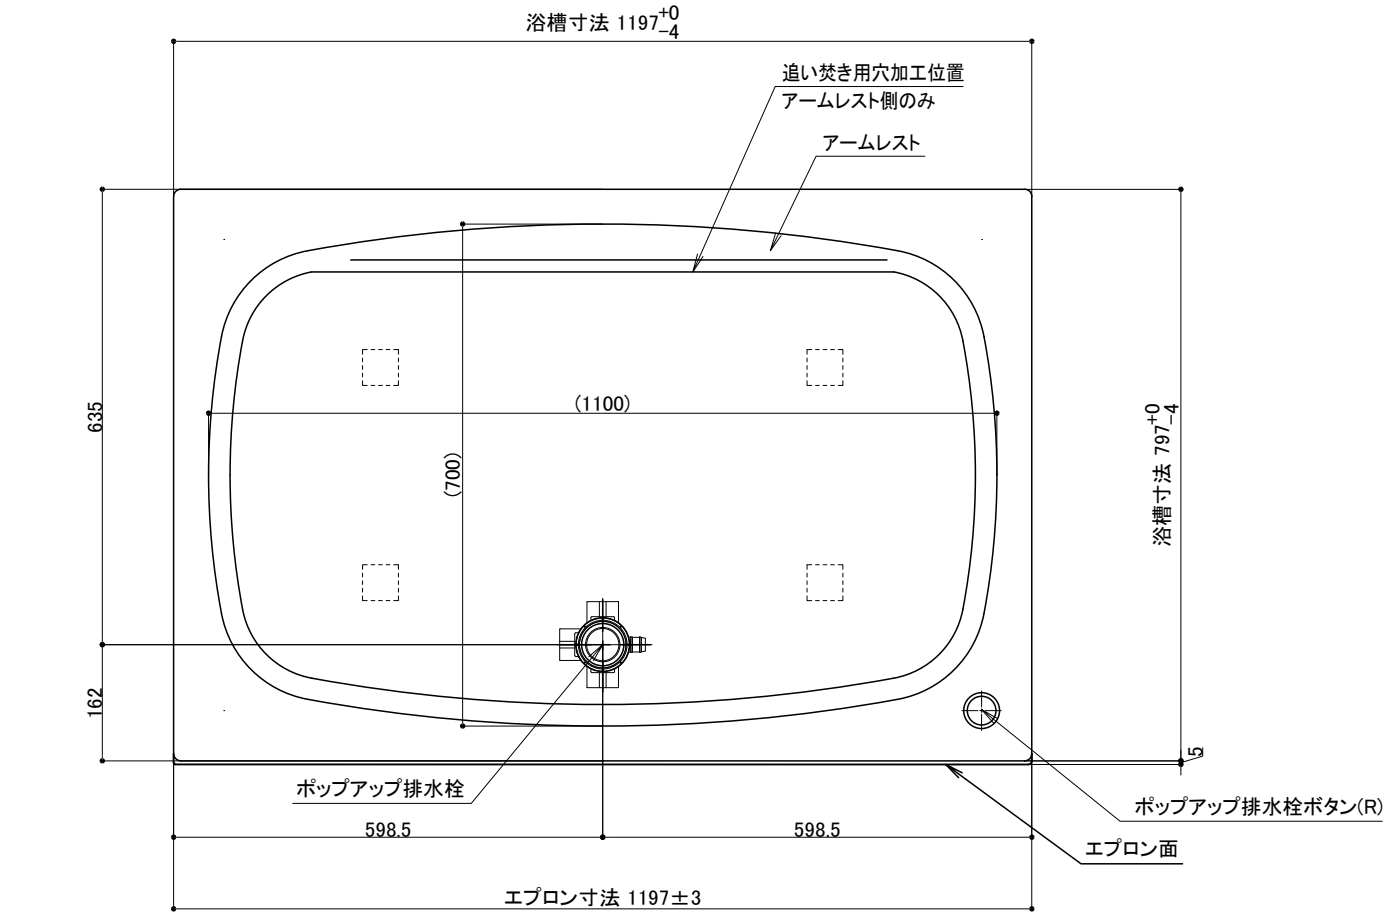 浴槽寸法 1197 +0 -4
追い焚き用穴加工位置
アームレスト側のみ
アームレスト
635
(1100)
(700)
浴槽寸法 797 +0 -4
162
5
ポップアップ排水栓
ポップアップ排水栓ボタン(R)
598.5
598.5
エプロン面
エプロン寸法 1197±3